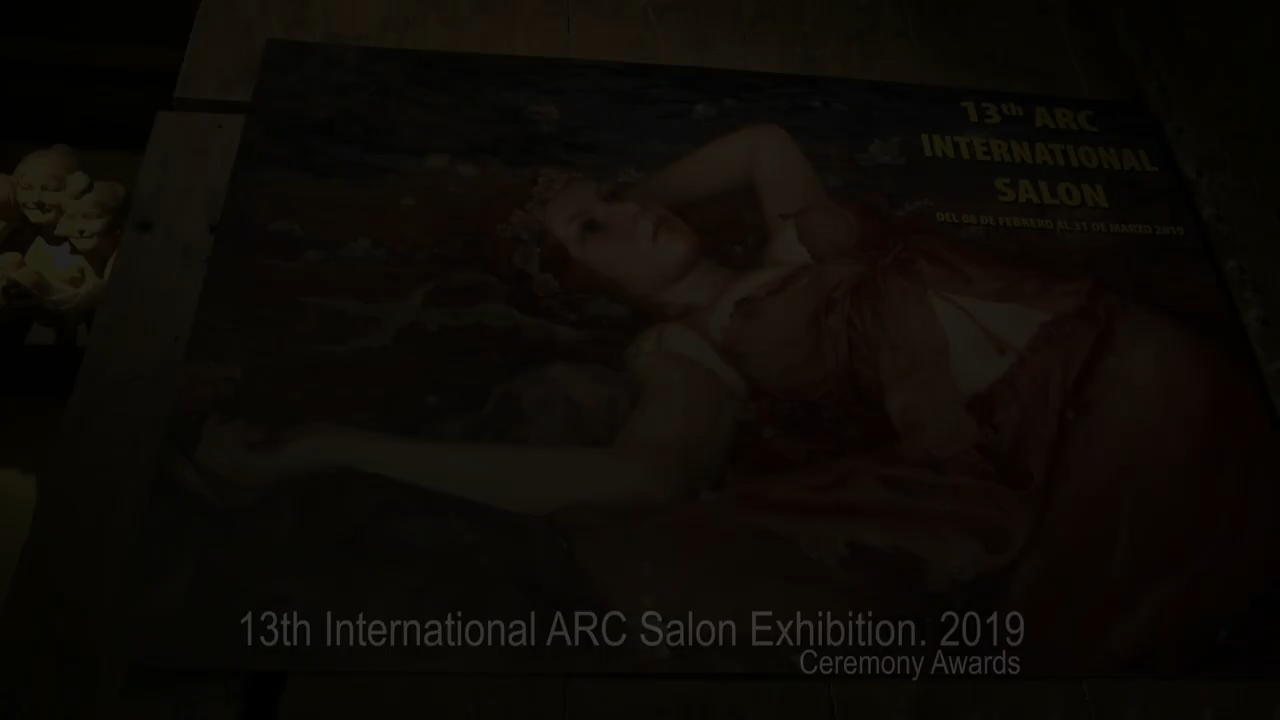 13th ARC
INTERNATIONAL
SALON
DEL 08 DE FEBRERO AL 31 DE MARZO 2019
13th International ARC Salon Exhibition. 2019
Ceremony Awards